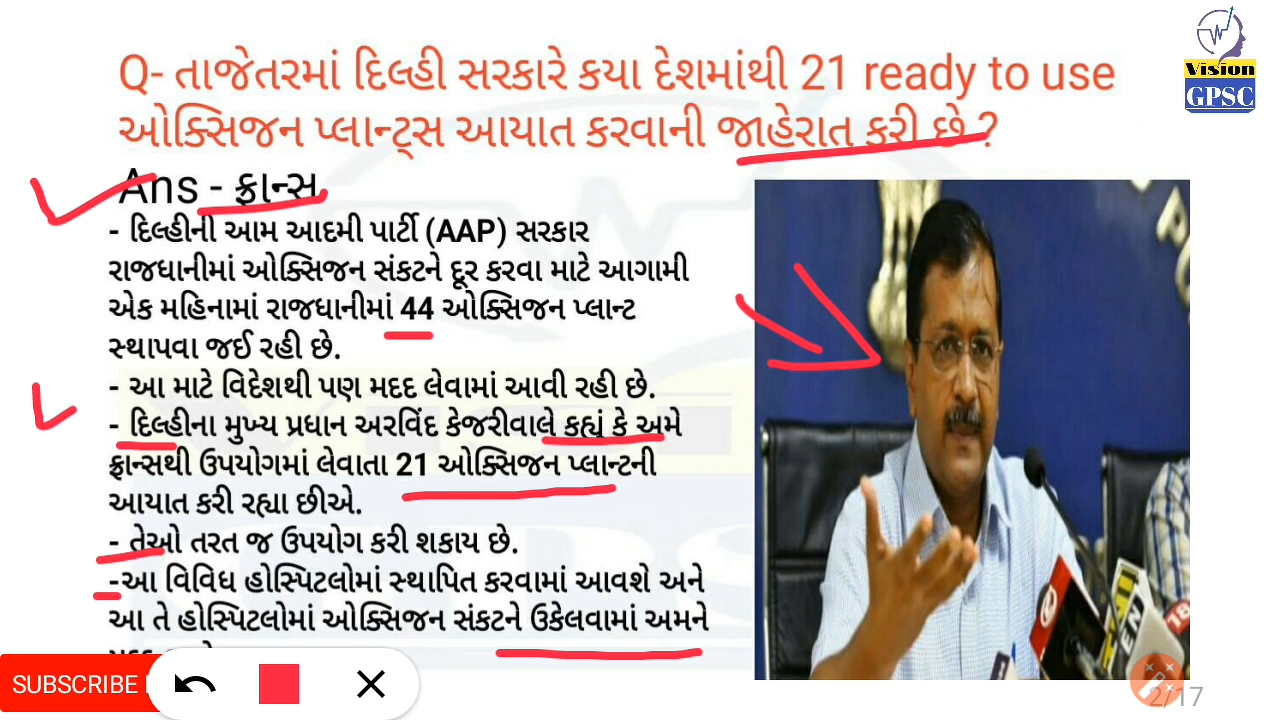 Vision
GPSC
Q- તાજેતરમાં દિલ્હી સરકારે કયા દેશમાંથી 21 ready to use
ઓક્સિજન પ્લાન્ટ્સ આયાત કરવાની જાહેરાત કરી છે ?
Ans - ફ્રાન્સ
- દિલ્હીની આમ આદમી પાર્ટી (AAP) સરકાર
રાજધાનીમાં ઓક્સિજન સંકટને દૂર કરવા માટે આગામી
એક મહિનામાં રાજધાનીમાં 44 ઓક્સિજન પ્લાન્ટ
સ્થાપવા જઈ રહી છે.
- આ માટે વિદેશથી પણ મદદ લેવામાં આવી રહી છે.
- દિલ્હીના મુખ્ય પ્રધાન અરવિંદ કેજરીવાલે કહ્યું કે અમે
ફ્રાન્સથી ઉપયોગમાં લેવાતા 21 ઓક્સિજન પ્લાન્ટની
આયાત કરી રહ્યા છીએ.
- તેઓ તરત જ ઉપયોગ કરી શકાય છે.
-આ વિવિધ હોસ્પિટલોમાં સ્થાપિત કરવામાં આવશે અને
આ તે હોસ્પિટલોમાં ઓક્સિજન સંકટને ઉકેલવામાં અમને
SUBSCRIBE
2/17